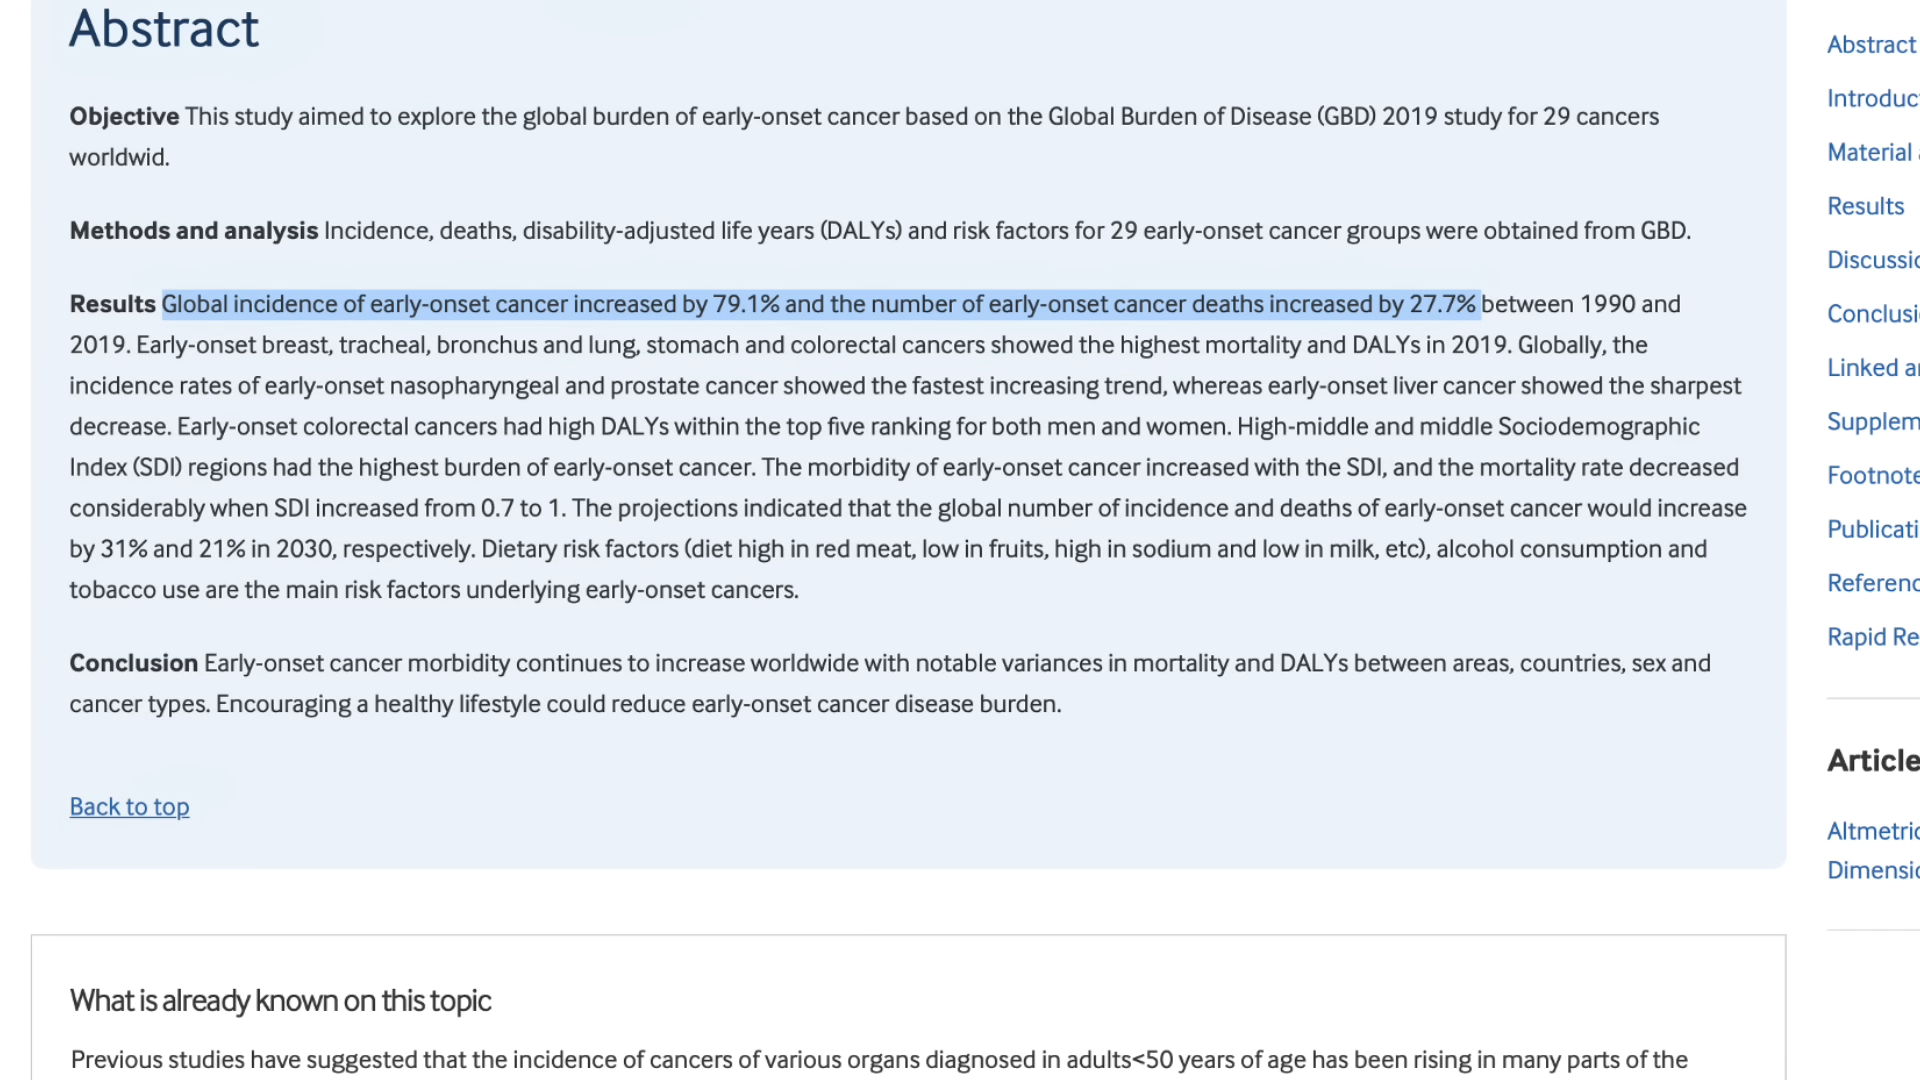 Abstract
Objective This study aimed to explore the global burden of early-onset cancer based on the Global Burden of Disease (GBD) 2019 study for 29 cancers
worldwid.
Methods and analysis Incidence, deaths, disability-adjusted life years (DALYs) and risk factors for 29 early-onset cancer groups were obtained from GBD.
Results Global incidence of early-onset cancer increased by 79.1% and the number of early-onset cancer deaths increased by 27.7% between 1990 and
2019. Early-onset breast, tracheal, bronchus and lung, stomach and colorectal cancers showed the highest mortality and DALYs in 2019. Globally, the
incidence rates of early-onset nasopharyngeal and prostate cancer showed the fastest increasing trend, whereas early-onset liver cancer showed the sharpest
decrease. Early-onset colorectal cancers had high DALYs within the top five ranking for both men and women. High-middle and middle Sociodemographic
Index (SDI) regions had the highest burden of early-onset cancer. The morbidity of early-onset cancer increased with the SDI, and the mortality rate decreased
considerably when SDI increased from 0.7 to 1. The projections indicated that the global number of incidence and deaths of early-onset cancer would increase
by 31% and 21% in 2030, respectively. Dietary risk factors (diet high in red meat, low in fruits, high in sodium and low in milk, etc), alcohol consumption and
tobacco use are the main risk factors underlying early-onset cancers.
Conclusion Early-onset cancer morbidity continues to increase worldwide with notable variances in mortality and DALYs between areas, countries, sex and
cancer types. Encouraging a healthy lifestyle could reduce early-onset cancer disease burden.
Back to top
What is already known on this topic
Previous studies have suggested that the incidence of cancers of various organs diagnosed in adults<50 years of age has been rising in many parts of the
Abstract
Introduc
Material
Results
Discussio
Conclusi
Linked a
Supplem
Footnote
Publicati
Referenc
Rapid Re
Article
Altmetric
Dimensio